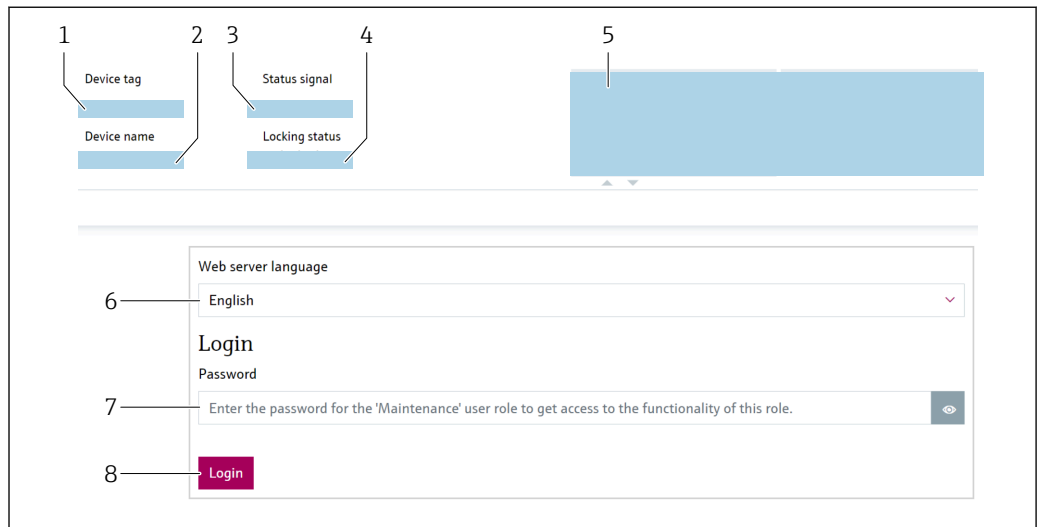 1 2 3 4 5
Device tag Status signal
Device name Locking status
Web server language
6 English
Login
Password
7 Enter the password for the 'Maintenance' user role to get access to the functionality of this role.
8 Login